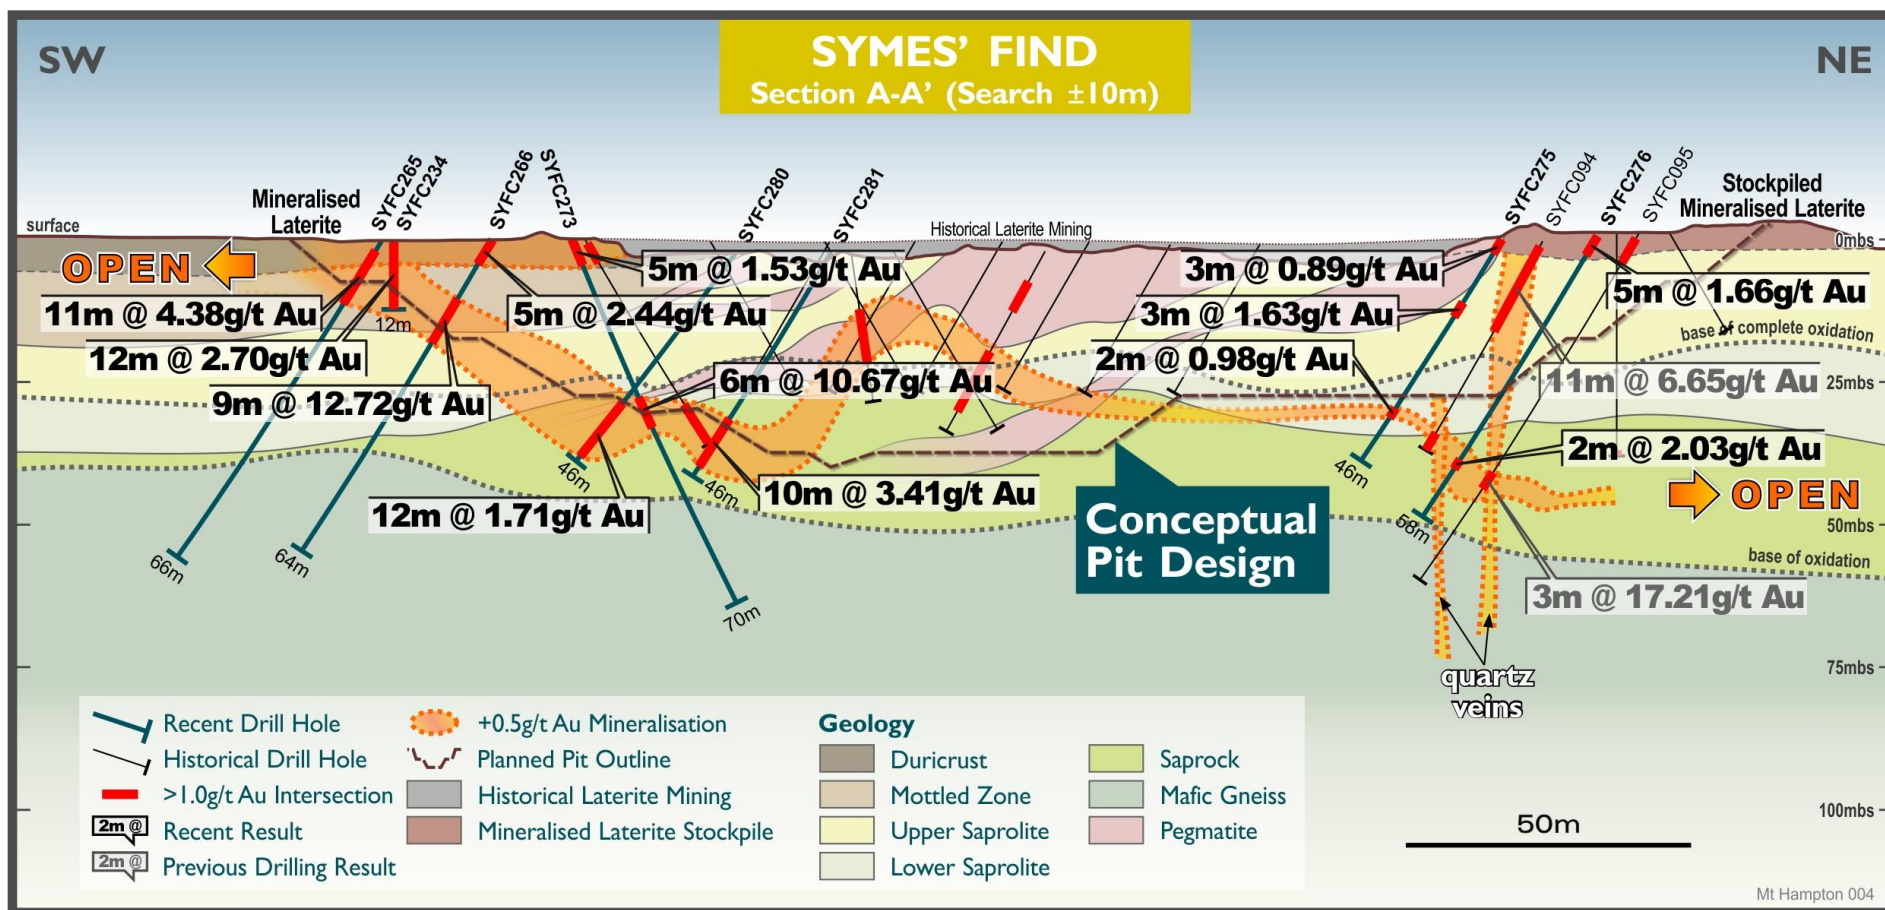 SW
SYMES' FIND
Section A-A' (Search ±10m)
NE
SYFC265
SYFC234
SYFC266
SYFC273
SYFC280
SYFC281
SYFC275
SYFC094
SYFC276
SYFC095
Mineralised
Laterite
Stockpiled
Mineralised Laterite
surface
Historical Laterite Mining
0mbs
OPEN
5m @ 1.53g/t Au
3m @ 0.89g/t Au
5m @ 1.66g/t Au
11m @ 4.38g/t Au
12m
5m @ 2.44g/t Au
3m @ 1.63g/t Au
base of complete oxidation
12m @ 2.70g/t Au
2m @ 0.98g/t Au
6m @ 10.67g/t Au
11m @ 6.65g/t Au
25mbs
9m @ 12.72g/t Au
2m @ 2.03g/t Au
46m
46m
46m
10m @ 3.41g/t Au
OPEN
12m @ 1.71g/t Au
58m
50mbs
Conceptual
Pit Design
66m
64m
70m
base of oxidation
3m @ 17.21g/t Au
75mbs
quartz
veins
Recent Drill Hole
Historical Drill Hole
>1.0g/t Au Intersection
2m @
Recent Result
2m @
Previous Drilling Result
+0.5g/t Au Mineralisation
Planned Pit Outline
Historical Laterite Mining
Mineralised Laterite Stockpile
Geology
Duricrust
Mottled Zone
Upper Saprolite
Lower Saprolite
Saprock
Mafic Gneiss
Pegmatite
100mbs
50m
Mt Hampton 004